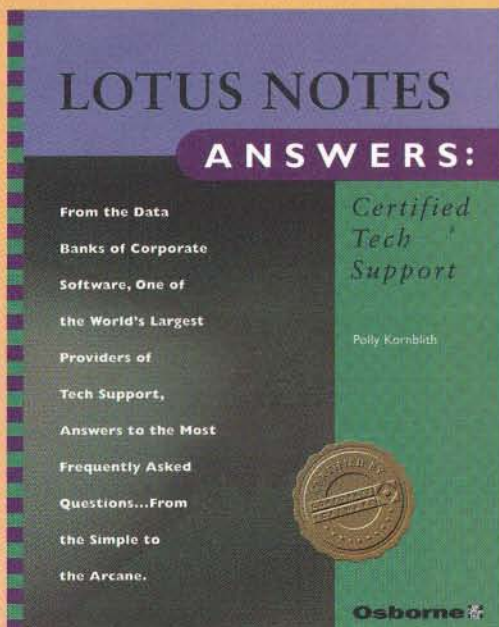 LOTUS NOTES
ANSWERS:
Certified
Tech
Support
Polly Kornblith
From the Data
Banks of Corporate
Software, One of
the World's Largest
Providers of
Tech Support,
Answers to the Most
Frequently Asked
Questions...From
the Simple to
the Arcane.
Osborne